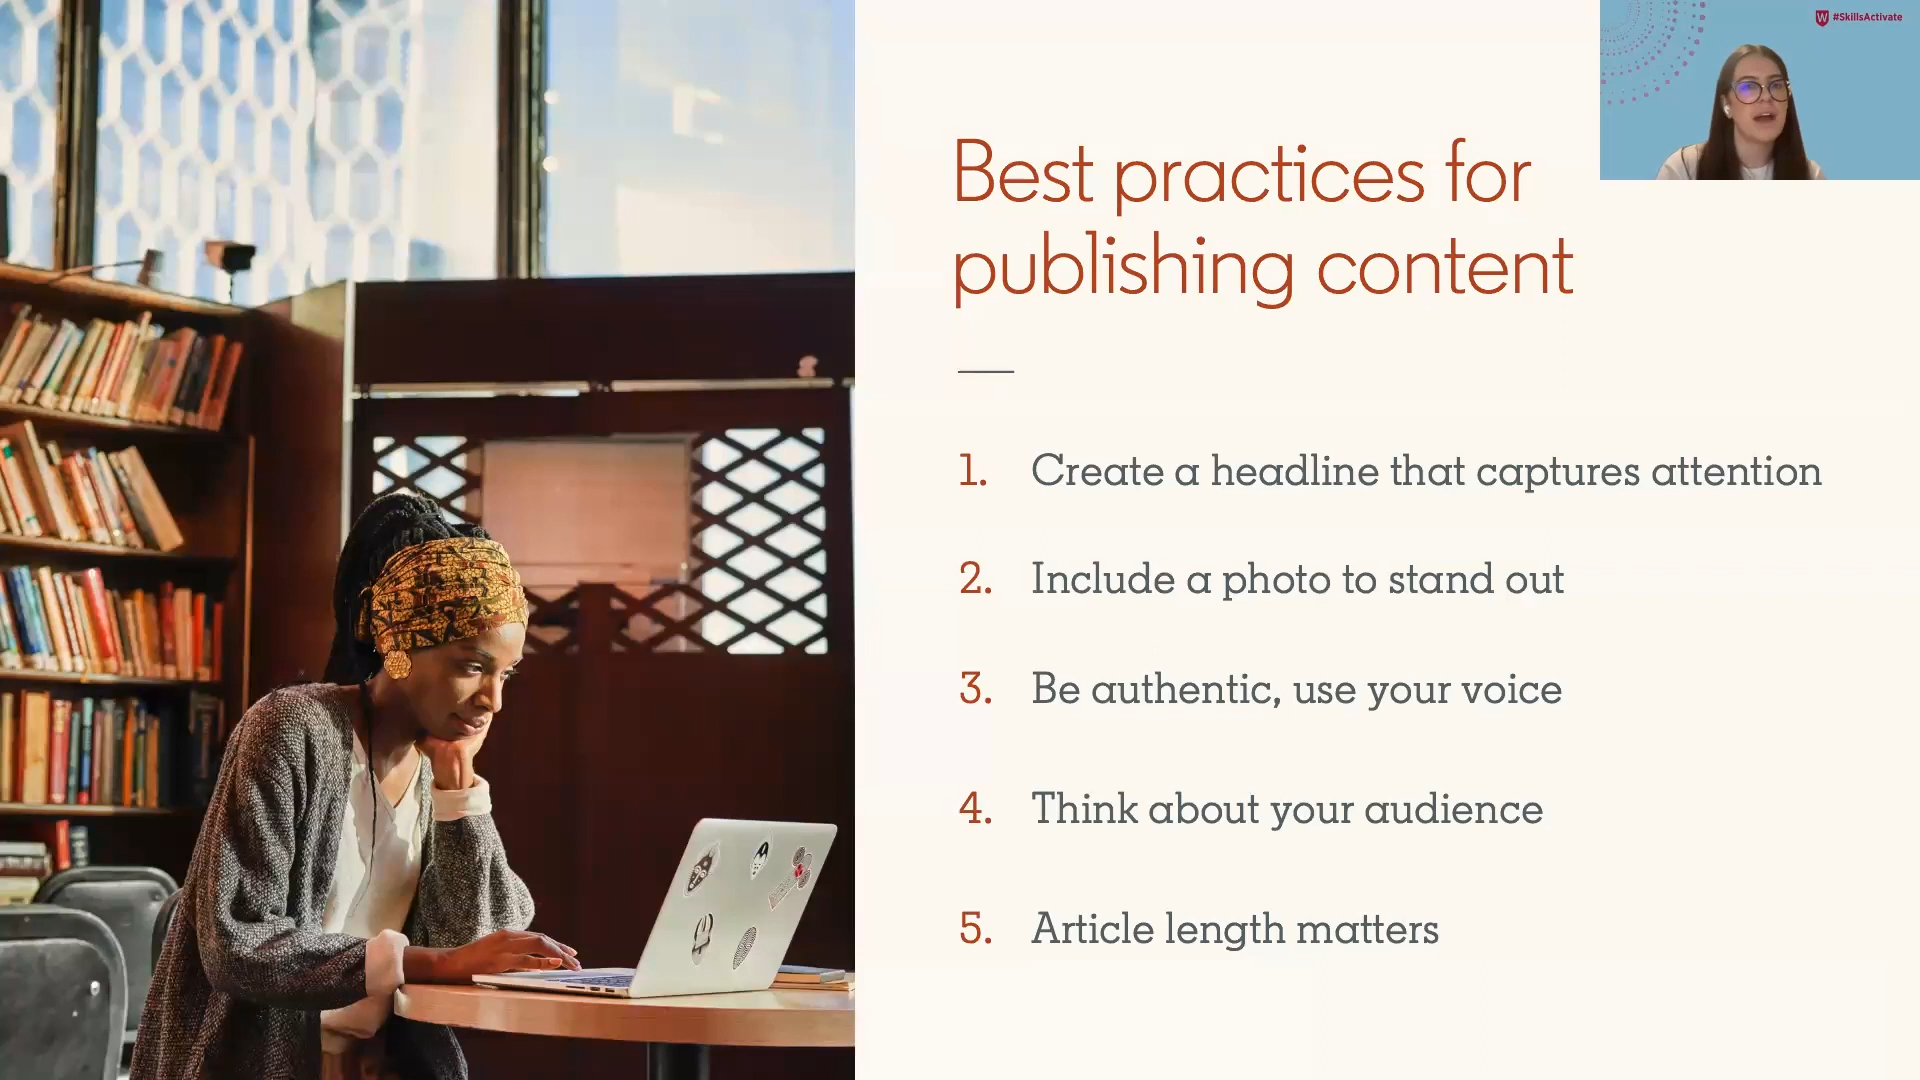 W #SkillsActivate
Best practices for
publishing content
1. Create a headline that captures attention
2. Include a photo to stand out
3. Be authentic, use your voice
4. Think about your audience
5. Article length matters